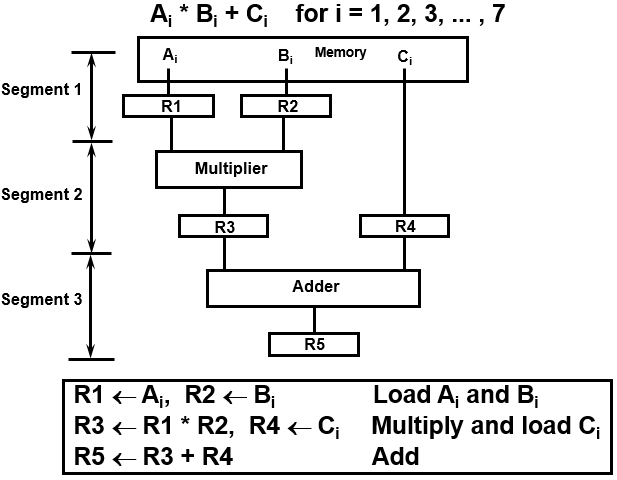 Aᵢ * Bᵢ + Cᵢ for i = 1, 2, 3, ... , 7
Aᵢ Bᵢ Memory Cᵢ
Segment 1
R1 R2
Multiplier
Segment 2
R3 R4
Adder
Segment 3
R5
R1 ← Aᵢ, R2 ← Bᵢ Load Aᵢ and Bᵢ
R3 ← R1 * R2, R4 ← Cᵢ Multiply and load Cᵢ
R5 ← R3 + R4 Add